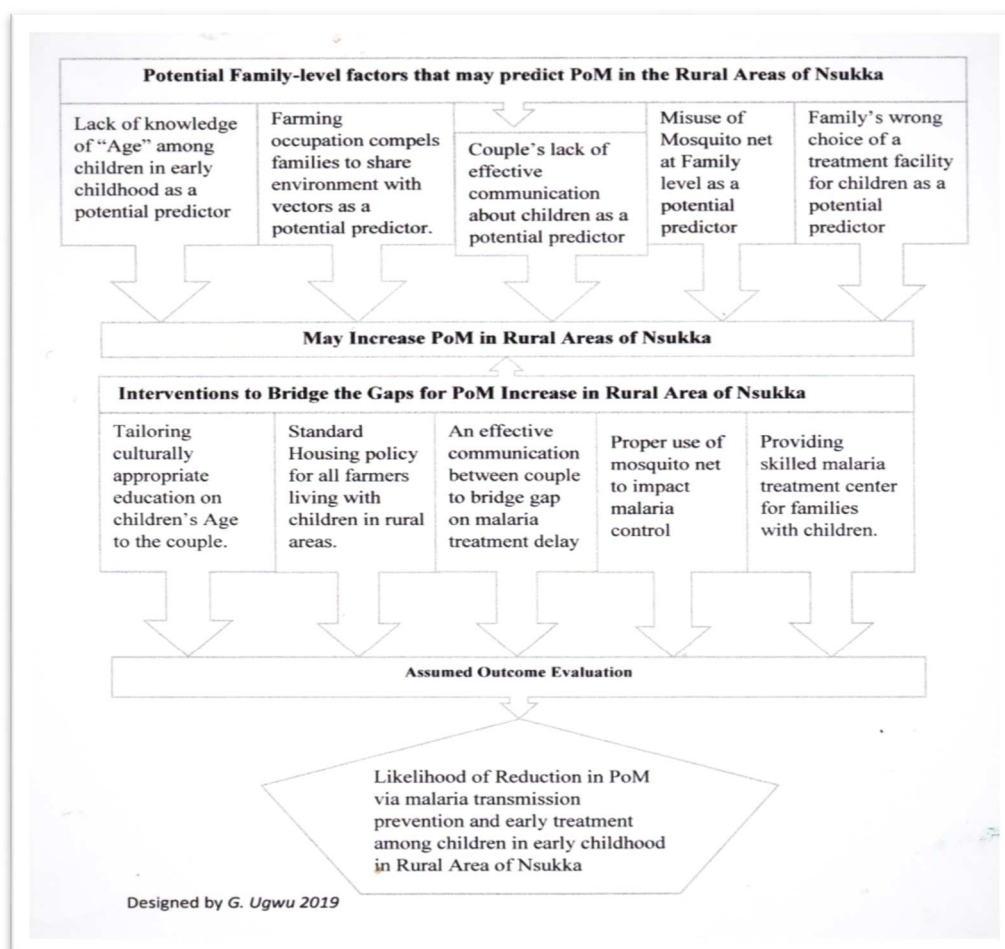 Potential Family-level factors that may predict PoM in the Rural Areas of Nsukka
Lack of knowledge
of “Age” among
children in early
childhood as a
potential predictor
Farming
occupation compels
families to share
environment with
vectors as a
potential predictor.
Couple's lack of
effective
communication
about children as a
potential predictor
Misuse of
Mosquito net
at Family
level as a
potential
predictor
Family's wrong
choice of a
treatment facility
for children as a
potential
predictor
May Increase PoM in Rural Areas of Nsukka
Interventions to Bridge the Gaps for PoM Increase in Rural Area of Nsukka
Tailoring
culturally
appropriate
education on
children's Age
to the couple.
Standard
Housing policy
for all farmers
living with
children in rural
areas.
An effective
communication
between couple
to bridge gap
on malaria
treatment delay
Proper use of
mosquito net
to impact
malaria
control
Providing
skilled malaria
treatment center
for families
with children.
Assumed Outcome Evaluation
Likelihood of Reduction in PoM
via malaria transmission
prevention and early treatment
among children in early childhood
in Rural Area of Nsukka
Designed by G. Ugwu 2019